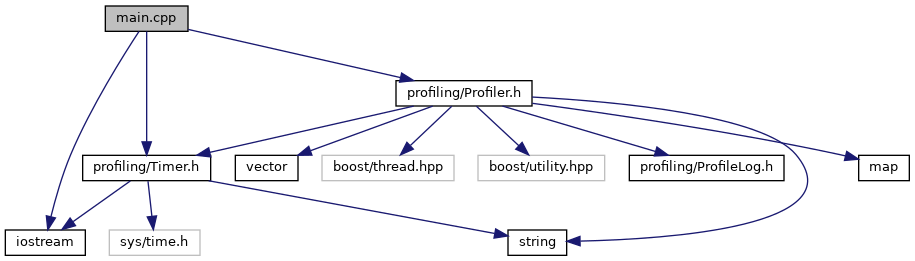 main.cpp
profiling/Profiler.h
profiling/Timer.h
vector
boost/thread.hpp
boost/utility.hpp
profiling/ProfileLog.h
map
iostream
sys/time.h
string